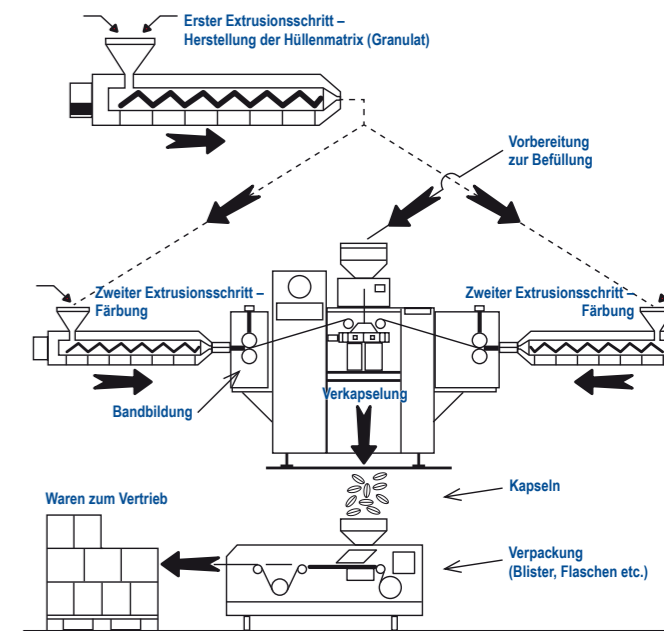 Erster Extrusionsschritt –
Herstellung der Hüllenmatrix (Granulat)
Vorbereitung
zur Befüllung
Zweiter Extrusionsschritt –
Färbung
Zweiter Extrusionsschritt –
Färbung
Bandbildung
Verkapselung
Waren zum Vertrieb
Kapseln
Verpackung
(Blister, Flaschen etc.)